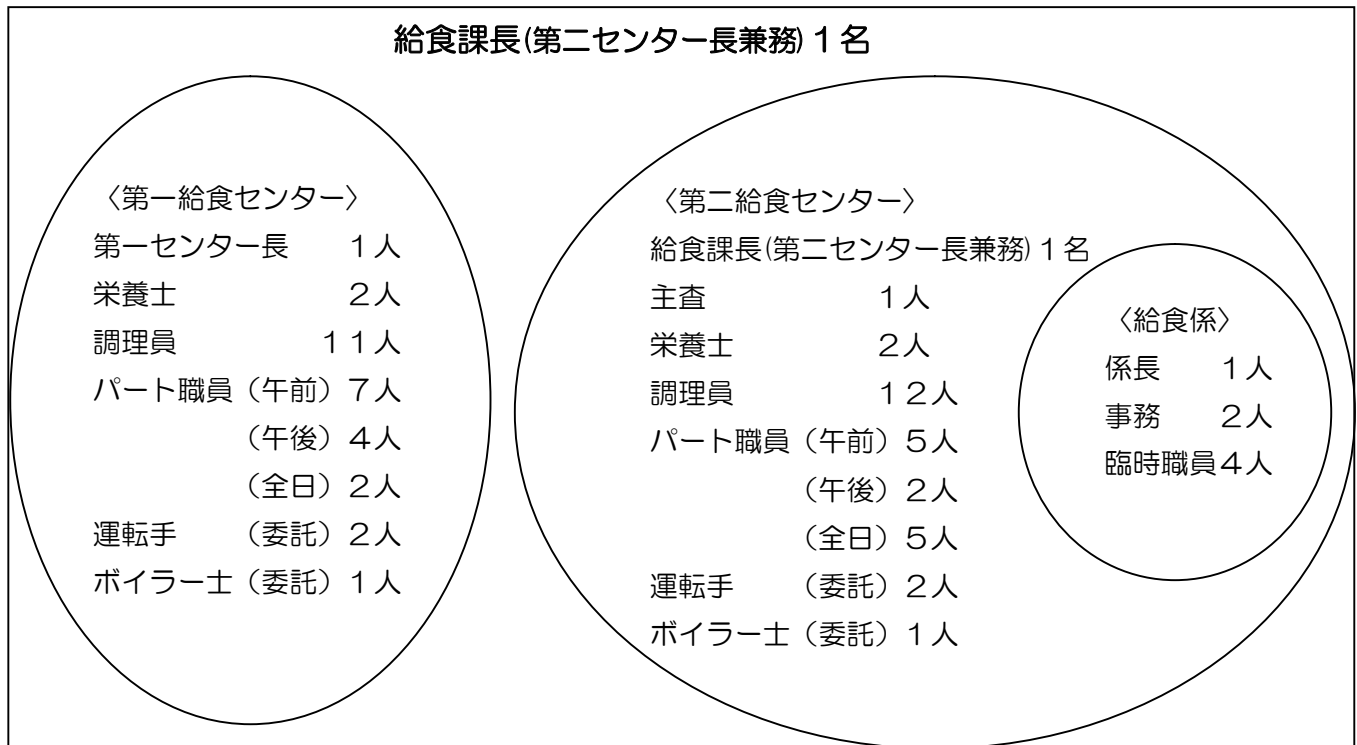 給食課長(第二センター長兼務)1名
〈第一給食センター〉
第一センター長 1人
栄養士 2人
調理員 11人
パート職員(午前)7人
(午後)4人
(全日)2人
運転手 (委託)2人
ボイラー士(委託)1人
〈第二給食センター〉
給食課長(第二センター長兼務)1名
主査 1人
栄養士 2人
調理員 12人
パート職員(午前)5人
(午後)2人
(全日)5人
運転手 (委託)2人
ボイラー士(委託)1人
〈給食係〉
係長 1人
事務 2人
臨時職員4人